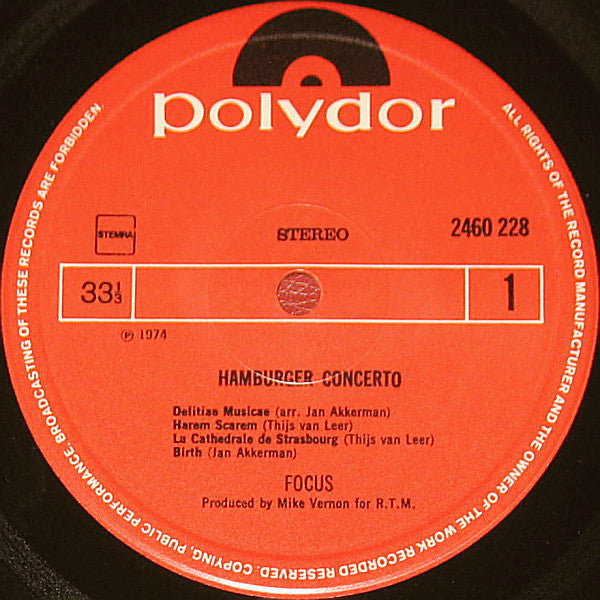 polydor
STEMRA
STEREO
2460 228
33⅓
1
℗ 1974
HAMBURGER CONCERTO
Delitiae Musicae (arr. Jan Akkerman)
Harem Scarem (Thijs van Leer)
La Cathedrale de Strasbourg (Thijs van Leer)
Birth (Jan Akkerman)
FOCUS
Produced by Mike Vernon for R.T.M.
ALL RIGHTS OF THE RECORD MANUFACTURER AND THE OWNER OF THE WORK RECORDED RESERVED. COPYING, PUBLIC PERFORMANCE, BROADCASTING OF THESE RECORDS ARE FORBIDDEN.